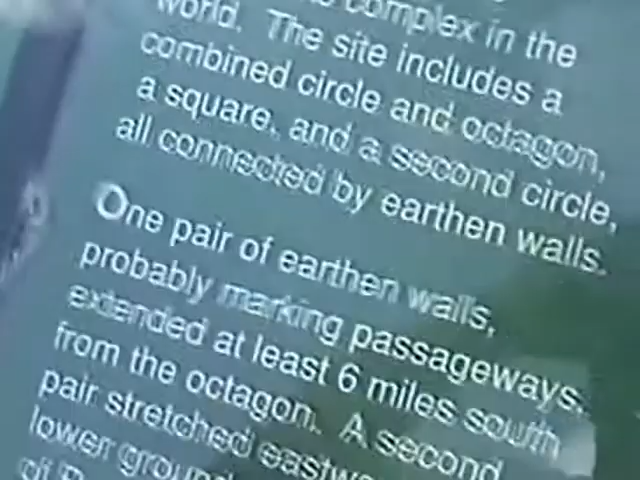 complex in the
world. The site includes a
combined circle and octagon,
a square, and a second circle,
all connected by earthen walls.
One pair of earthen walls,
probably marking passageways,
extended at least 6 miles south
from the octagon. A second
pair stretched
lower
of